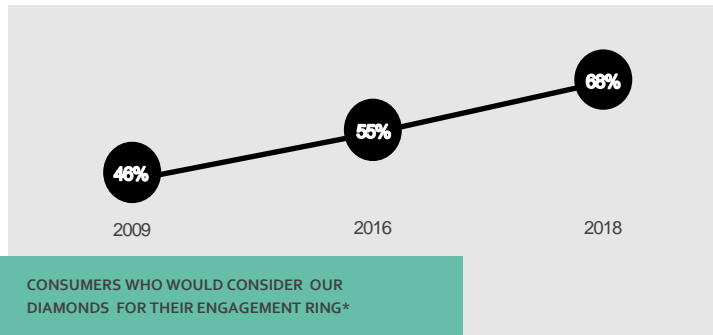 68%
55%
46%
2009 2016 2018
CONSUMERS WHO WOULD CONSIDER OUR
DIAMONDS FOR THEIR ENGAGEMENT RING*